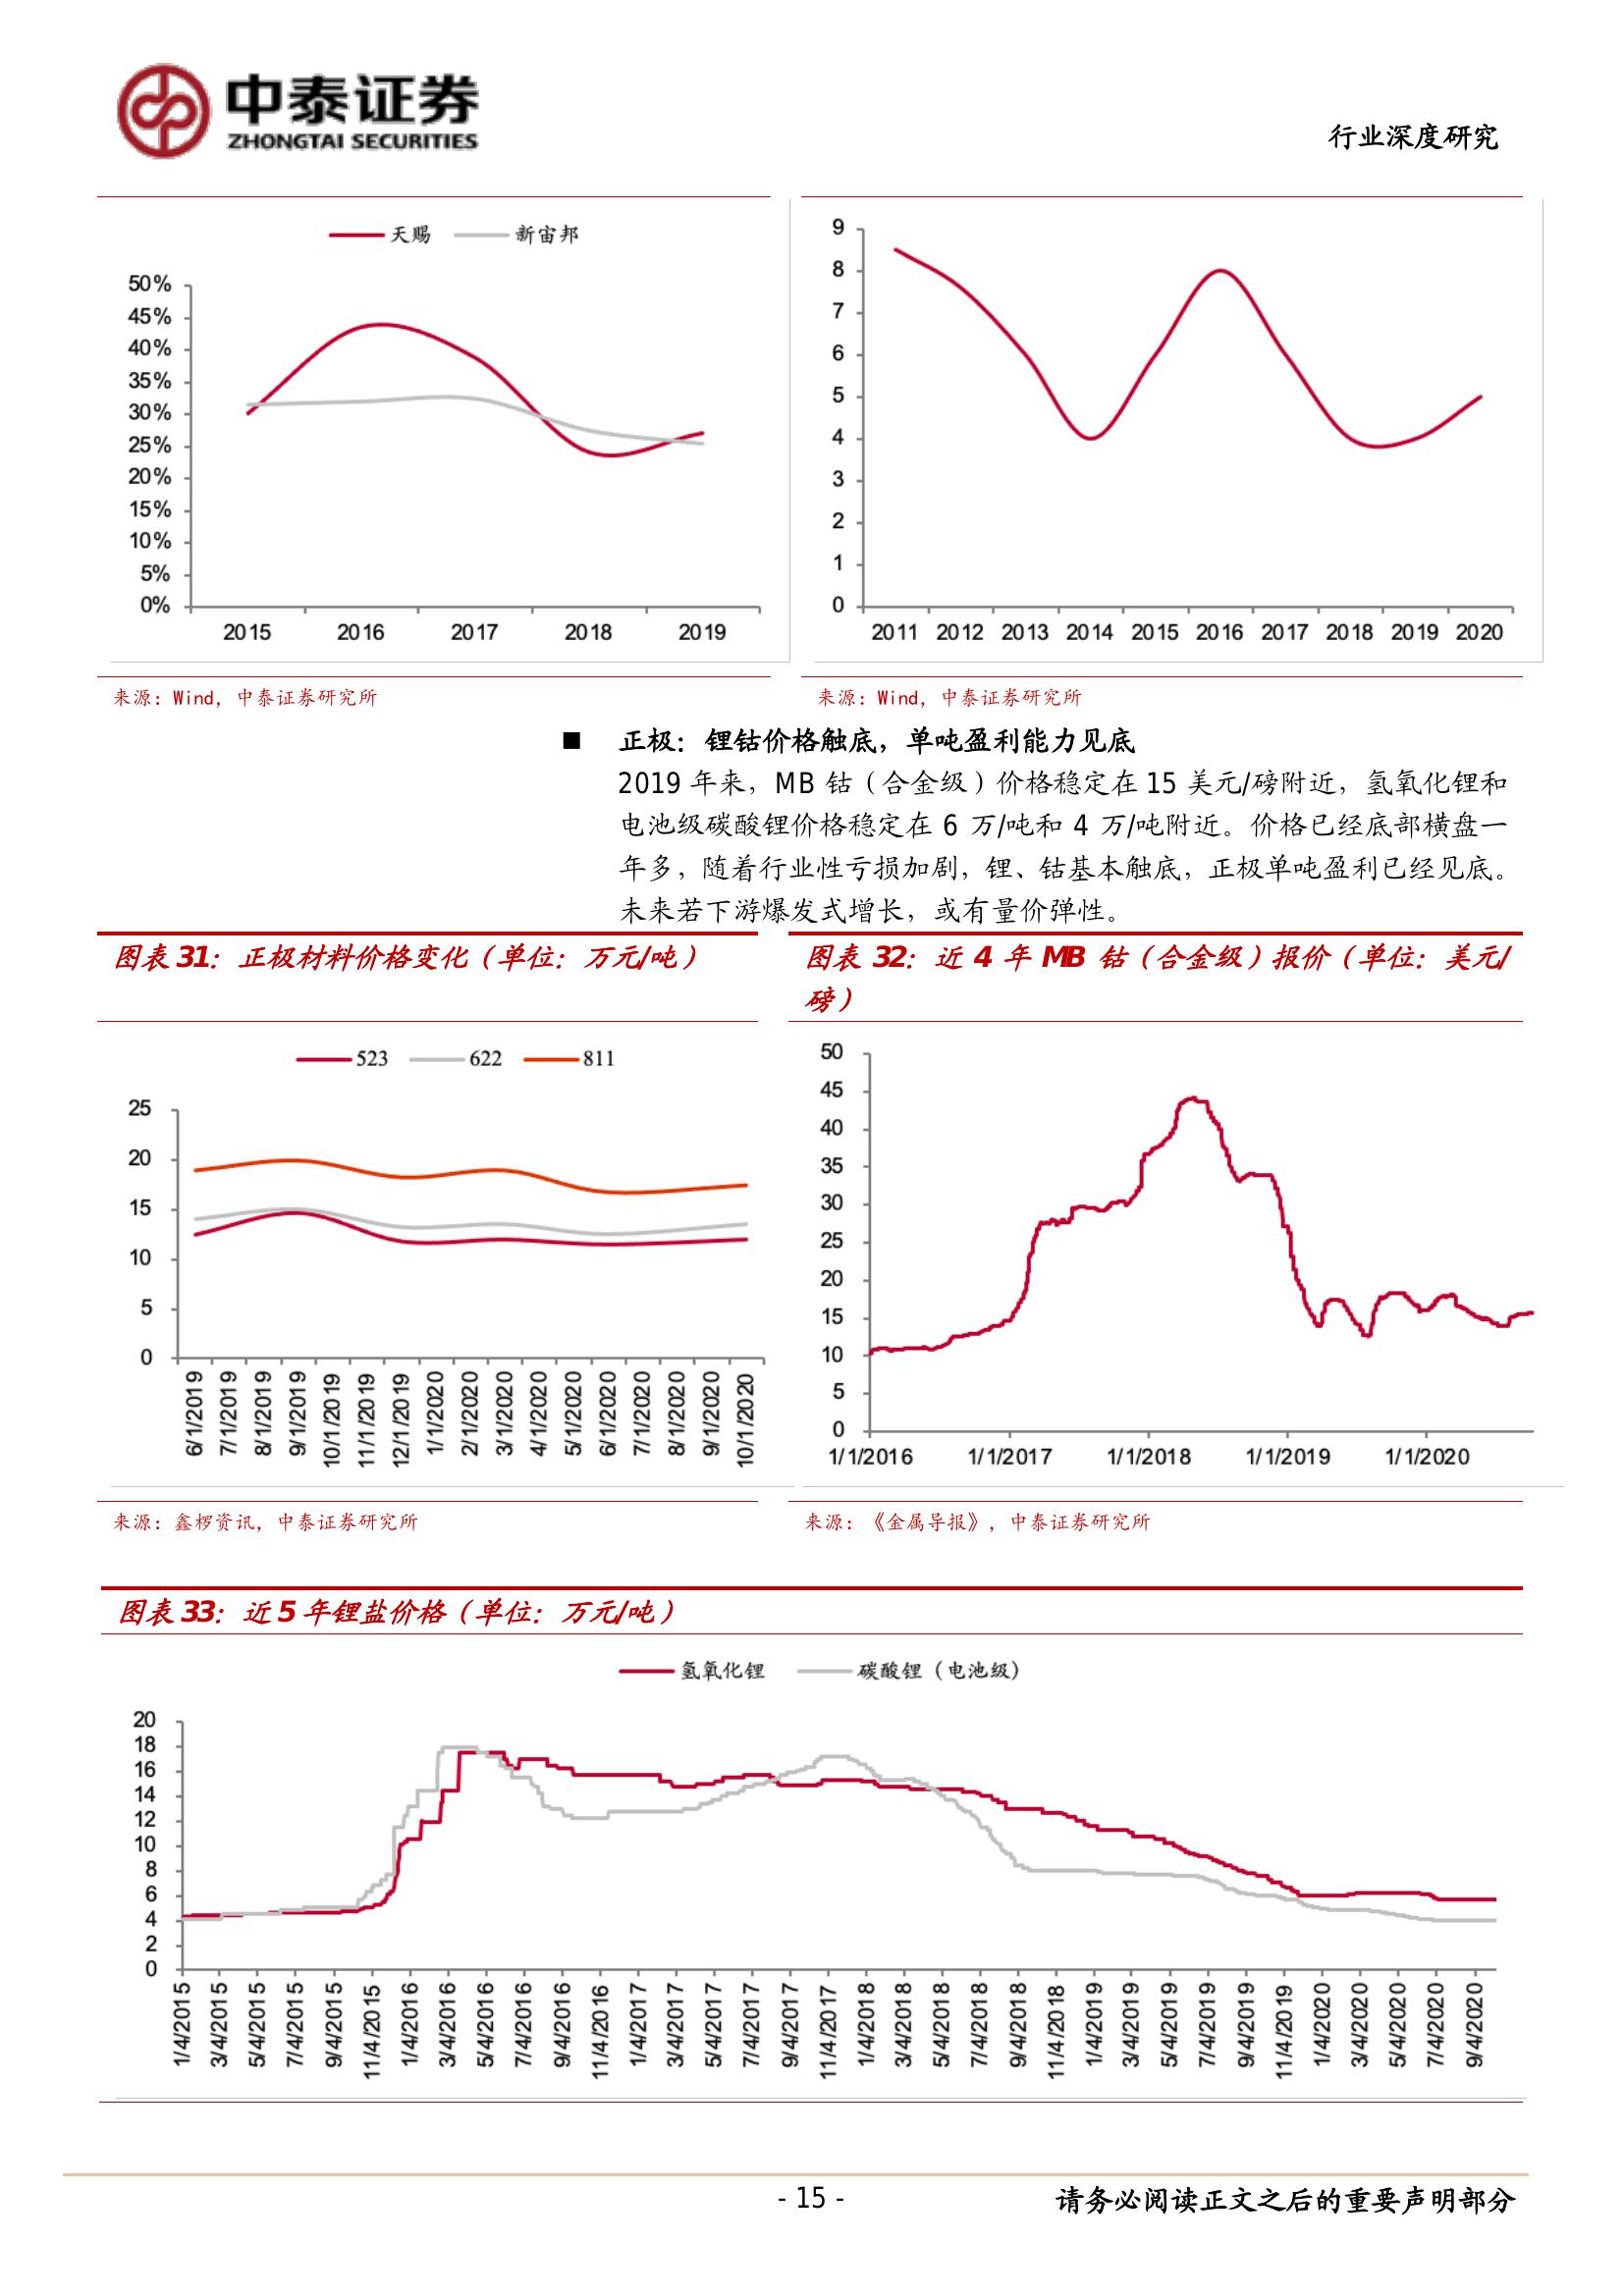 中泰证券
ZHONGTAI SECURITIES
行业深度研究
天赐 新宙邦
50%
45%
40%
35%
30%
25%
20%
15%
10%
5%
0%
2015 2016 2017 2018 2019
9
8
7
6
5
4
3
2
1
0
2011 2012 2013 2014 2015 2016 2017 2018 2019 2020
来源：Wind，中泰证券研究所
来源：Wind，中泰证券研究所
■ 正极：锂钴价格触底，单吨盈利能力见底
2019 年来，MB 钴（合金级）价格稳定在 15 美元/磅附近，氢氧化锂和
电池级碳酸锂价格稳定在 6 万/吨和 4 万/吨附近。价格已经底部横盘一
年多，随着行业性亏损加剧，锂、钴基本触底，正极单吨盈利已经见底。
未来若下游爆发式增长，或有量价弹性。
图表 31：正极材料价格变化（单位：万元/吨）
图表 32：近 4 年 MB 钴（合金级）报价（单位：美元/
磅）
523 622 811
25
20
15
10
5
0
6/1/2019 7/1/2019 8/1/2019 9/1/2019 10/1/2019 11/1/2019 12/1/2019 1/1/2020 2/1/2020 3/1/2020 4/1/2020 5/1/2020 6/1/2020 7/1/2020 8/1/2020 9/1/2020 10/1/2020
50
45
40
35
30
25
20
15
10
5
0
1/1/2016 1/1/2017 1/1/2018 1/1/2019 1/1/2020
来源：鑫椤资讯，中泰证券研究所
来源：《金属导报》，中泰证券研究所
图表 33：近 5 年锂盐价格（单位：万元/吨）
氢氧化锂 碳酸锂（电池级）
20
18
16
14
12
10
8
6
4
2
0
1/4/2015 3/4/2015 5/4/2015 7/4/2015 9/4/2015 11/4/2015 1/4/2016 3/4/2016 5/4/2016 7/4/2016 9/4/2016 11/4/2016 1/4/2017 3/4/2017 5/4/2017 7/4/2017 9/4/2017 11/4/2017 1/4/2018 3/4/2018 5/4/2018 7/4/2018 9/4/2018 11/4/2018 1/4/2019 3/4/2019 5/4/2019 7/4/2019 9/4/2019 11/4/2019 1/4/2020 3/4/2020 5/4/2020 7/4/2020 9/4/2020
- 15 -
请务必阅读正文之后的重要声明部分